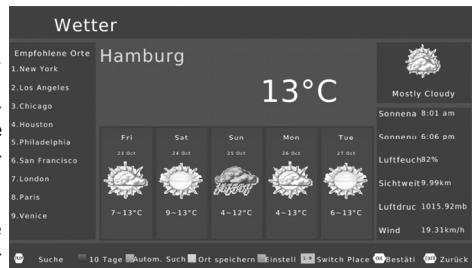 Wetter
Empfohlene Orte
1.New York
2.Los Angeles
3.Chicago
4.Houston
5.Philadelphia
6.San Francisco
7.London
8.Paris
9.Venice
Hamburg
13°C
Fri Sat Sun Mon Tue
23 Oct 24 Oct 25 Oct 26 Oct 27 Oct
7~13°C 9~13°C 4~12°C 4~13°C 6~13°C
Mostly Cloudy
Sonnena 8:01 am
Sonnenu 6:06 pm
Luftfeuch82%
Sichtweit9.99km
Luftdruc 1015.92mb
Wind 19.31km/h
Suche 10 Tage Autom. Such Ort speichern Einstell 1-9 Switch Place OK Bestäti EXIT Zurück